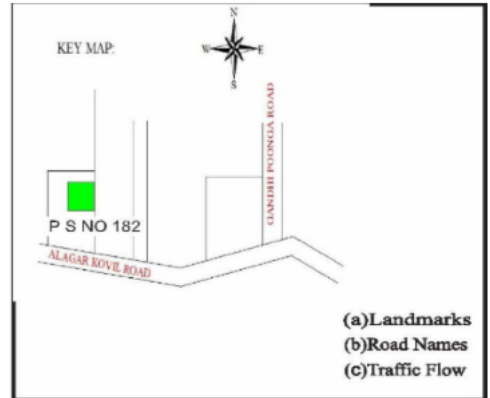 N
KEY MAP:
W
E
S
GANDHI POONGA ROAD
P S NO 182
ALAGAR KOVIL ROAD
(a)Landmarks
(b)Road Names
(c)Traffic Flow